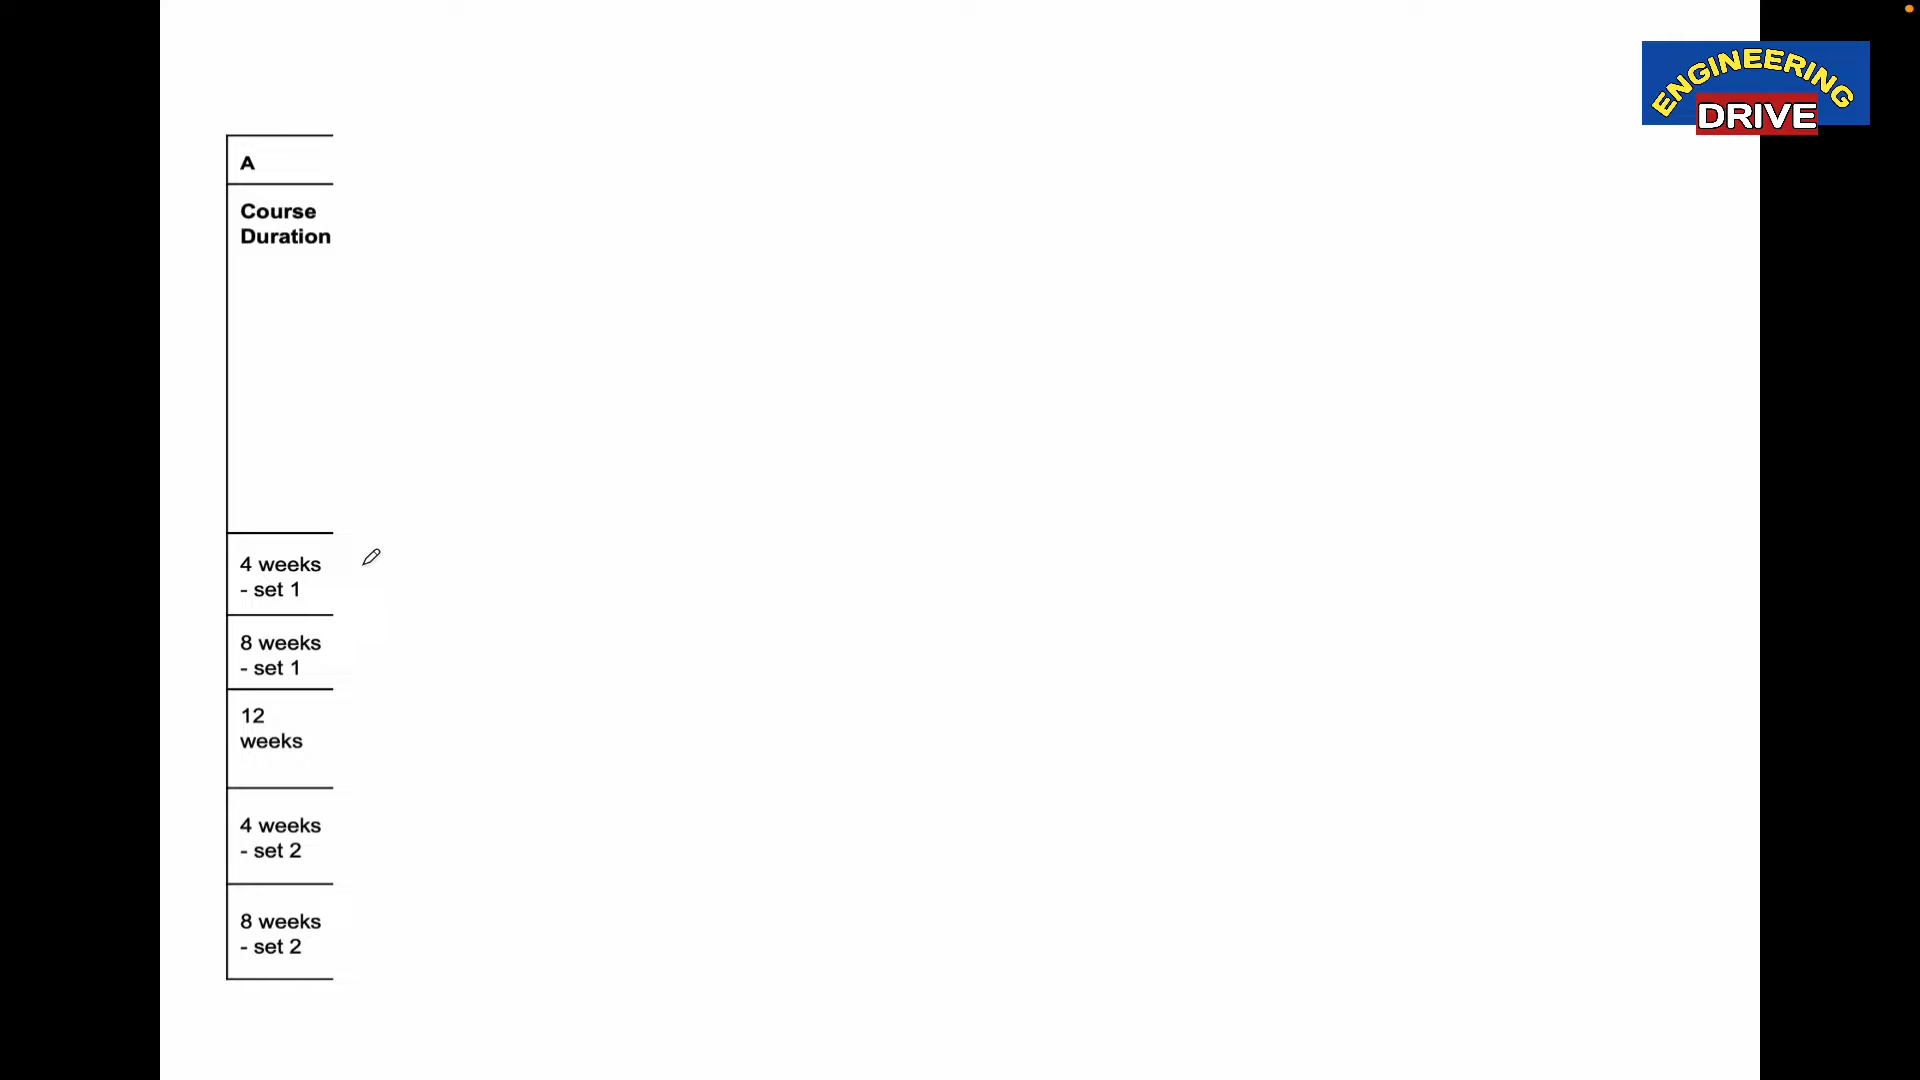 ENGINEERING
DRIVE
A
Course
Duration
4 weeks
- set 1
8 weeks
- set 1
12
weeks
4 weeks
- set 2
8 weeks
- set 2